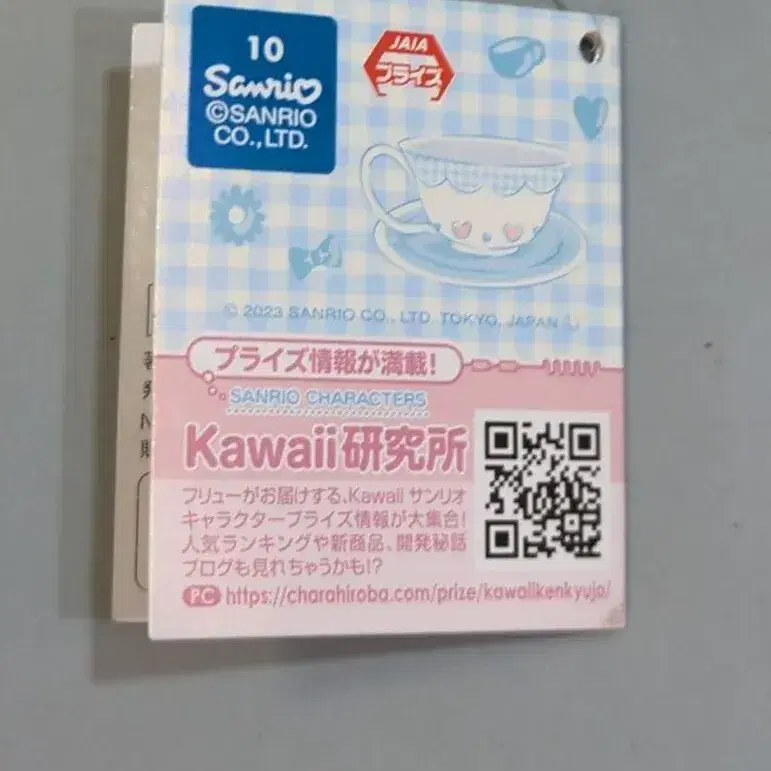 10
Sanrio
©SANRIO
CO.,LTD.
JAIA
プライズ
© 2023 SANRIO CO., LTD. TOKYO, JAPAN
プライズ情報が満載!
SANRIO CHARACTERS
Kawaii研究所
フリューがお届けする、Kawaii サンリオ
キャラクタープライズ情報が大集合!
人気ランキングや新商品、開発秘話
ブログも見れちゃうかも!?
PC https://charahiroba.com/prize/kawaiikenkyujo/